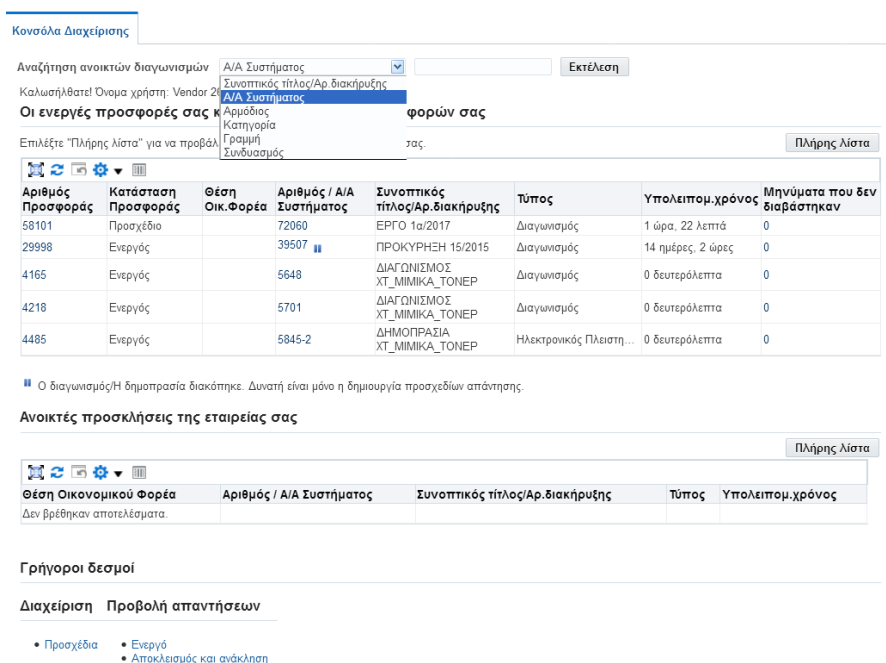 Κονσόλα Διαχείρισης
Αναζήτηση ανοικτών διαγωνισμών Α/Α Συστήματος Εκτέλεση
Συνοπτικός τίτλος/Αρ.διακήρυξης
Καλωσήλθατε! Όνομα χρήστη: Vendor Α/Α Συστήματος
Οι ενεργές προσφορές σας Αρμόδιος φορών σας
Κατηγορία
Επιλέξτε "Πλήρης λίστα" για να προβάλ Γραμμή σας. Πλήρης λίστα
Συνδυασμός
Αριθμός Προσφοράς Κατάσταση Προσφοράς Θέση Οικ.Φορέα Αριθμός / Α/Α Συστήματος Συνοπτικός τίτλος/Αρ.διακήρυξης Τύπος Υπολειπομ.χρόνος Μηνύματα που δεν διαβάστηκαν
58101 Προσχέδιο 72060 ΕΡΓΟ 1α/2017 Διαγωνισμός 1 ώρα, 22 λεπτά 0
29998 Ενεργός 39507 ΠΡΟΚΥΡΗΞΗ 15/2015 Διαγωνισμός 14 ημέρες, 2 ώρες 0
4165 Ενεργός 5648 ΔΙΑΓΩΝΙΣΜΟΣ ΧΤ_ΜΙΜΙΚΑ_ΤΟΝΕΡ Διαγωνισμός 0 δευτερόλεπτα 0
4218 Ενεργός 5701 ΔΙΑΓΩΝΙΣΜΟΣ ΧΤ_ΜΙΜΙΚΑ_ΤΟΝΕΡ Διαγωνισμός 0 δευτερόλεπτα 0
4485 Ενεργός 5845-2 ΔΗΜΟΠΡΑΣΙΑ ΧΤ_ΜΙΜΙΚΑ_ΤΟΝΕΡ Ηλεκτρονικός Πλειστη... 0 δευτερόλεπτα 0
Ο διαγωνισμός/Η δημοπρασία διακόπηκε. Δυνατή είναι μόνο η δημιουργία προσχεδίων απάντησης.
Ανοικτές προσκλήσεις της εταιρείας σας
Πλήρης λίστα
Θέση Οικονομικού Φορέα Αριθμός / Α/Α Συστήματος Συνοπτικός τίτλος/Αρ.διακήρυξης Τύπος Υπολειπομ.χρόνος
Δεν βρέθηκαν αποτελέσματα.
Γρήγοροι δεσμοί
Διαχείριση Προβολή απαντήσεων
Προσχέδια Ενεργό
Αποκλεισμός και ανάκληση